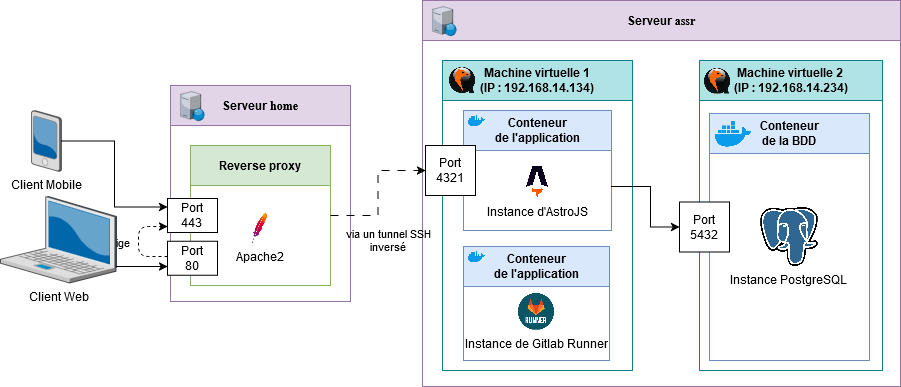 Serveur assr
Machine virtuelle 1
(IP : 192.168.14.134)
Machine virtuelle 2
(IP : 192.168.14.234)
Serveur home
Conteneur
de l'application
Conteneur
de la BDD
Reverse proxy
Port
4321
Client Mobile
Instance d'AstroJS
Port
443
Port
5432
via un tunnel SSH
inversé
ige
Apache2
Port
80
Conteneur
de l'application
Instance PostgreSQL
Client Web
RUNNER
Instance de Gitlab Runner